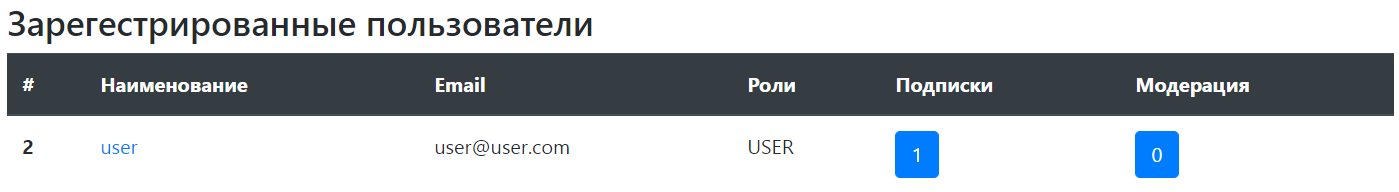 Зарегестрированные пользователи
# Наименование Email Роли Подписки Модерация
2 user user@user.com USER 1 0